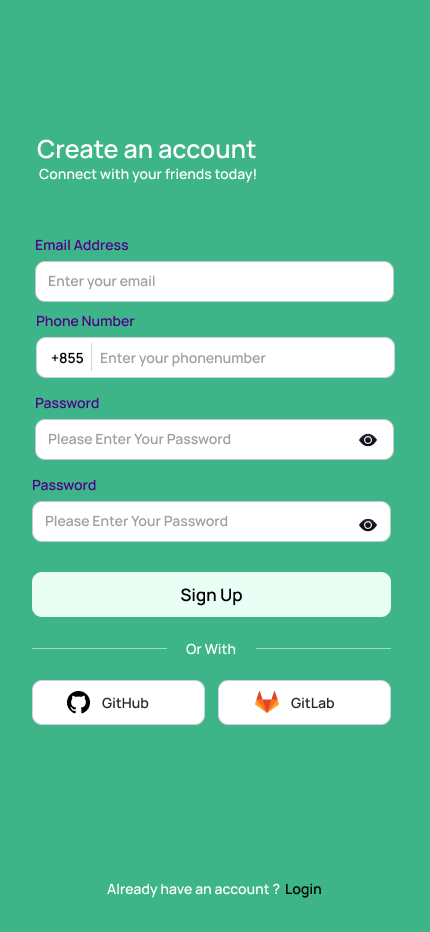 Create an account
Connect with your friends today!
Email Address
Enter your email
Phone Number
+855 Enter your phonenumber
Password
Please Enter Your Password
Password
Please Enter Your Password
Sign Up
Or With
GitHub GitLab
Already have an account ? Login